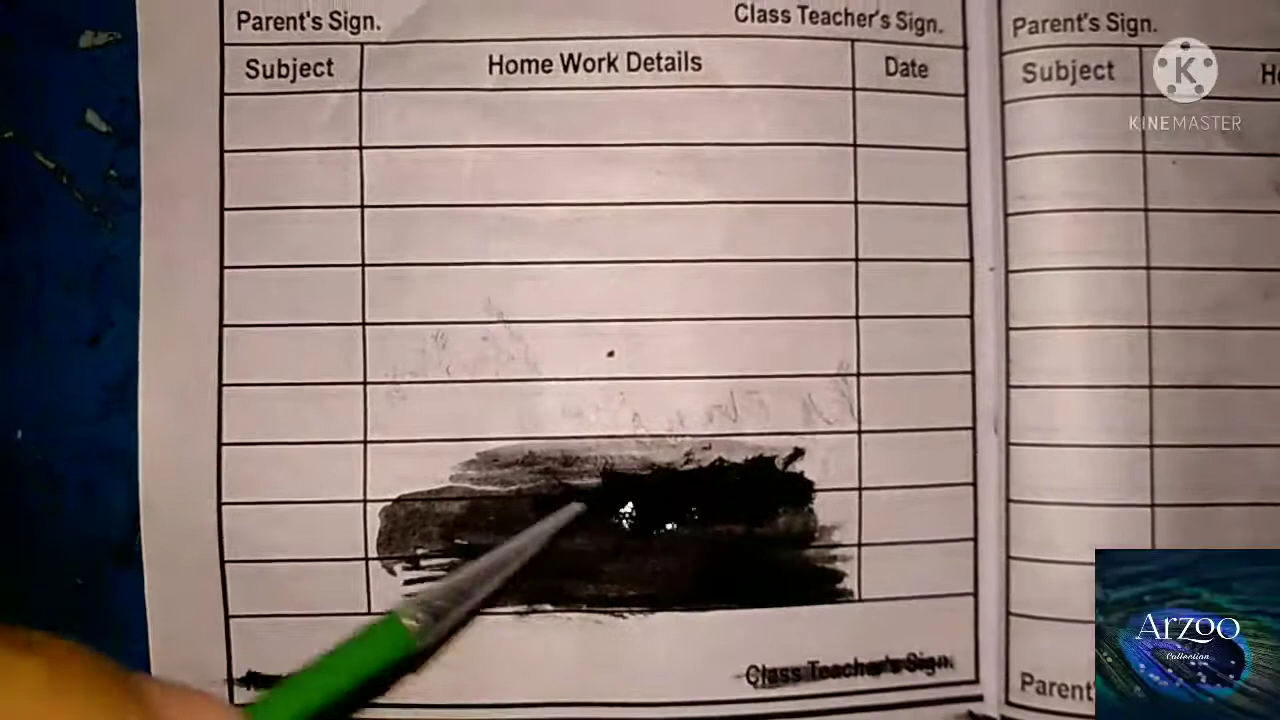 Parent's Sign. Class Teacher's Sign.
Subject Home Work Details Date
Class Teacher's Sign.
Parent's Sign.
Subject
KINEMASTER
Parent
Arzoo
Collection